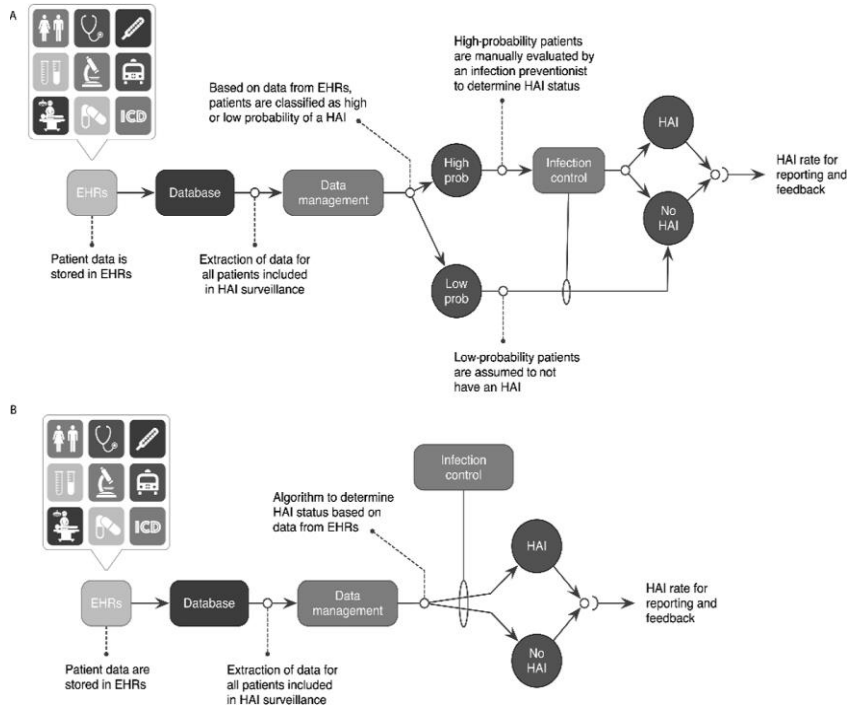 A
ICD
High-probability patients
are manually evaluated by
an infection preventionist
to determine HAI status
Based on data from EHRs,
patients are classified as high
or low probability of a HAI
EHRs
Database
Data
management
High
prob
Infection
control
HAI
No
HAI
HAI rate for
reporting and
feedback
Patient data is
stored in EHRs
Extraction of data for
all patients included
in HAI surveillance
Low
prob
Low-probability patients
are assumed to not
have an HAI
B
ICD
Infection
control
Algorithm to determine
HAI status based on
data from EHRs
EHRs
Database
Data
management
HAI
No
HAI
HAI rate for
reporting and
feedback
Patient data are
stored in EHRs
Extraction of data for
all patients included
in HAI surveillance